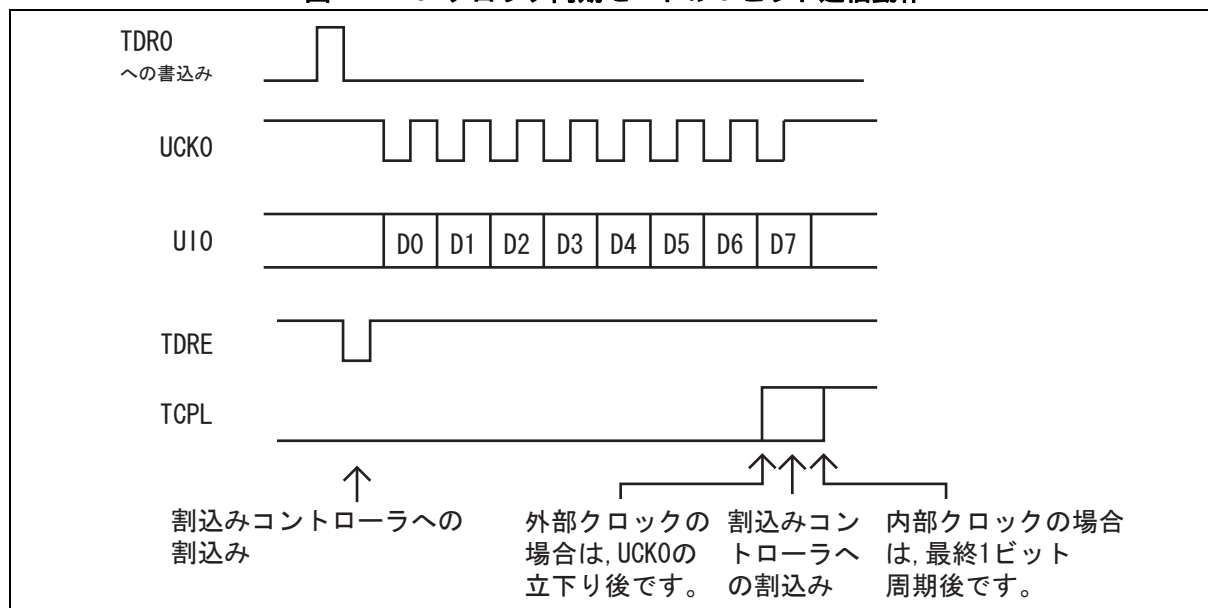 TDR0
への書込み
UCK0
UI0
D0 D1 D2 D3 D4 D5 D6 D7
TDRE
TCPL
割込みコントローラへの
割込み
外部クロックの
場合は,UCK0の
立下り後です。
割込みコン
トローラへ
の割込み
内部クロックの場合
は,最終1ビット
周期後です。